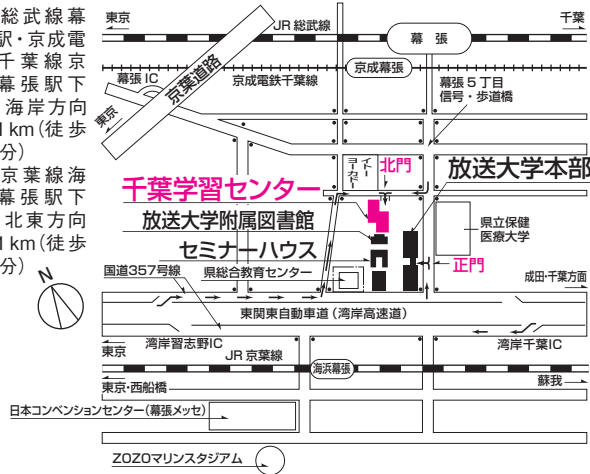 総武線幕
駅・京成電
千葉線京
幕張駅下
海岸方向
1km(徒歩
分)
京葉線海
幕張駅下
北東方向
1km(徒歩
分)
東京
JR 総武線
千葉
幕 張
京成幕張
幕張 IC
京葉道路
京成電鉄千葉線
幕張 5 丁目
信号・歩道橋
東京
イトー
ヨーカドー
北門
放送大学本部
千葉学習センター
放送大学附属図書館
県立保健
医療大学
セミナーハウス
正門
N
国道357号線
県総合教育センター
成田・千葉方面
東関東自動車道 (湾岸高速道)
東京
湾岸習志野IC
JR 京葉線
湾岸千葉IC
海浜幕張
東京・西船橋
蘇我
日本コンベンションセンター(幕張メッセ)
ZOZOマリンスタジアム